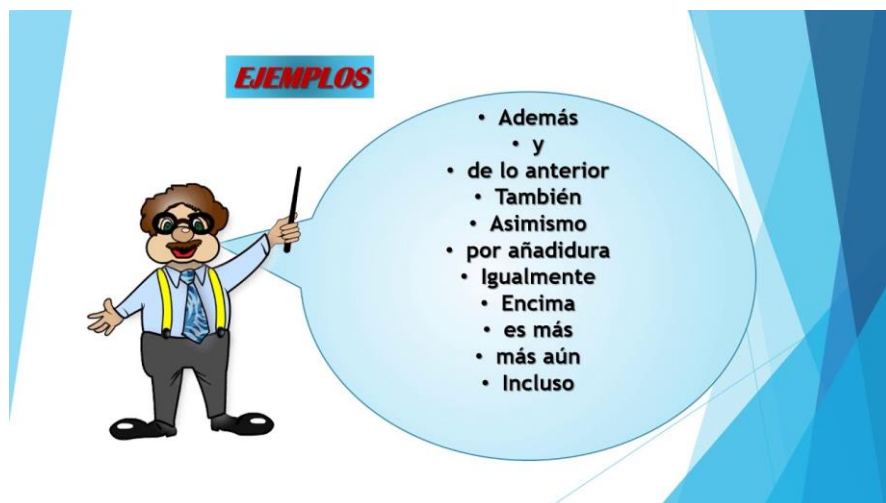 EJEMPLOS
• Además
• y
• de lo anterior
• También
• Asimismo
• por añadidura
• Igualmente
• Encima
• es más
• más aún
• Incluso